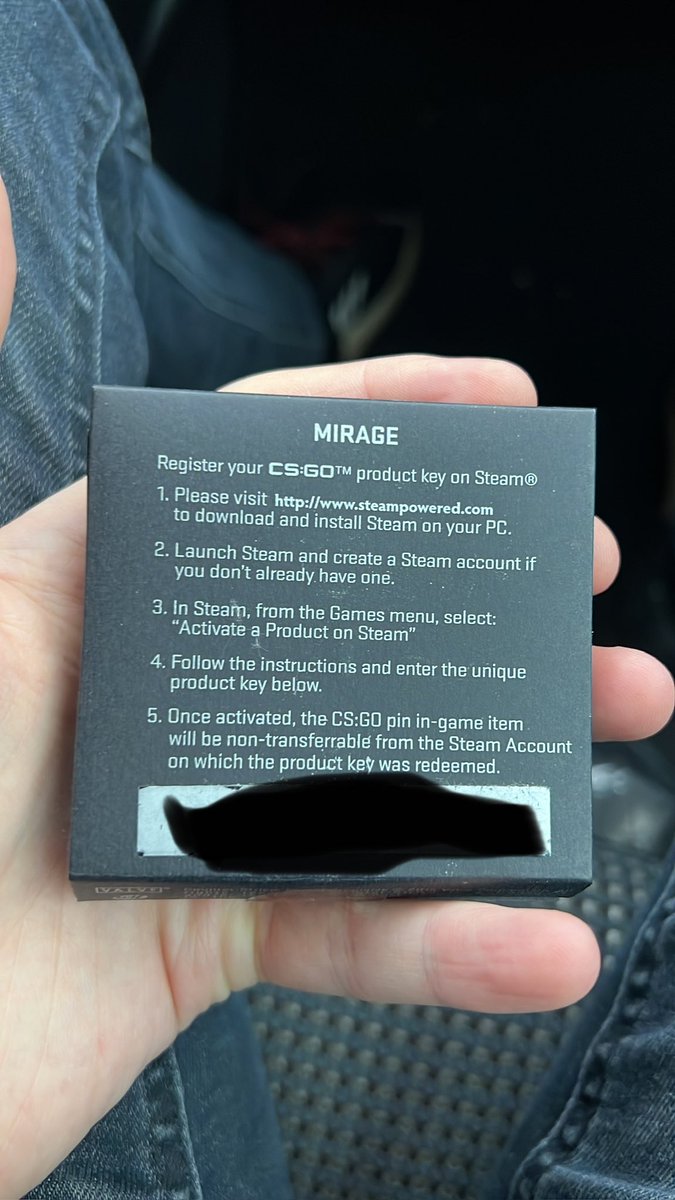 MIRAGE
Register your CS:GO™ product key on Steam®
1. Please visit http://www.steampowered.com
to download and install Steam on your PC.
2. Launch Steam and create a Steam account if
you don't already have one.
3. In Steam, from the Games menu, select:
“Activate a Product on Steam”
4. Follow the instructions and enter the unique
product key below.
5. Once activated, the CS:GO pin in-game item
will be non-transferrable from the Steam Account
on which the product key was redeemed.
VALVE